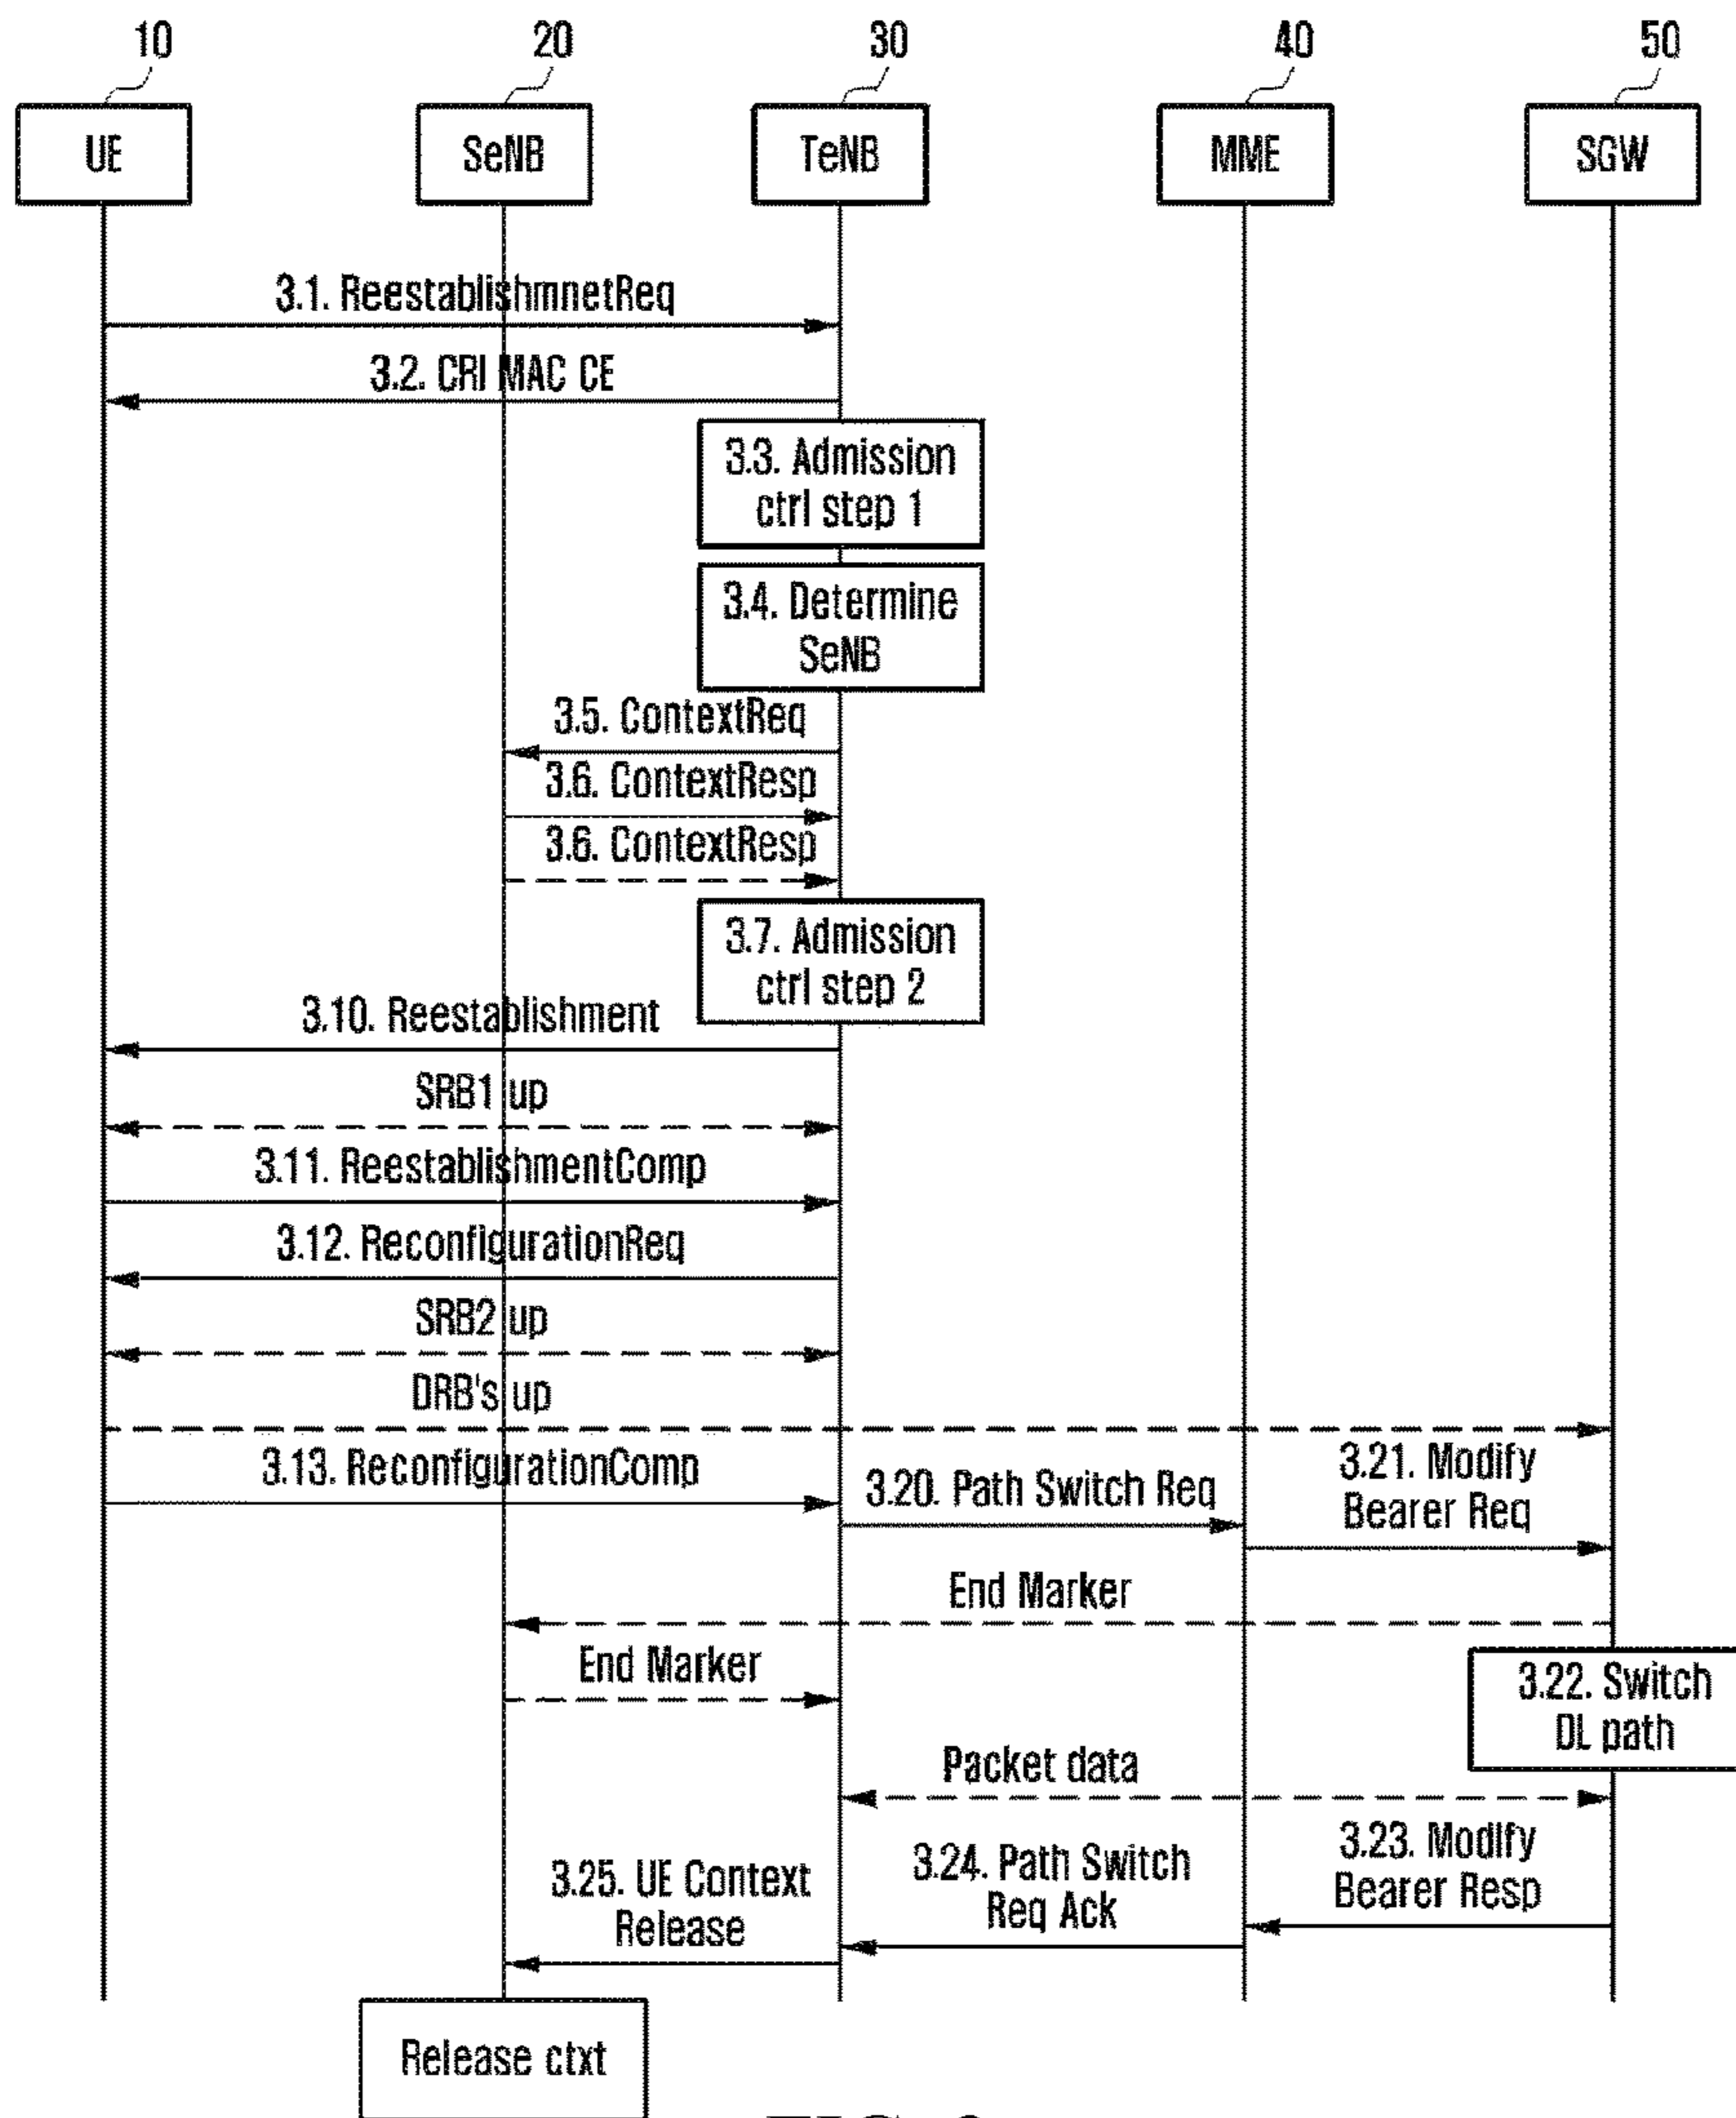 10
20
30
40
50
UE
SeNB
TeNB
MME
SGW
3.1. ReestablishmnetReq
3.2. CRI MAC CE
3.3. Admission
ctrl step 1
3.4. Determine
SeNB
3.5. ContextReq
3.6. ContextResp
3.6. ContextResp
3.7. Admission
ctrl step 2
3.10. Reestablishment
SRB1 up
3.11. ReestablishmentComp
3.12. ReconfigurationReq
SRB2 up
DRB's up
3.13. ReconfigurationComp
3.20. Path Switch Req
3.21. Modify
Bearer Req
End Marker
End Marker
3.22. Switch
DL path
Packet data
3.23. Modify
Bearer Resp
3.24. Path Switch
Req Ack
3.25. UE Context
Release
Release ctxt